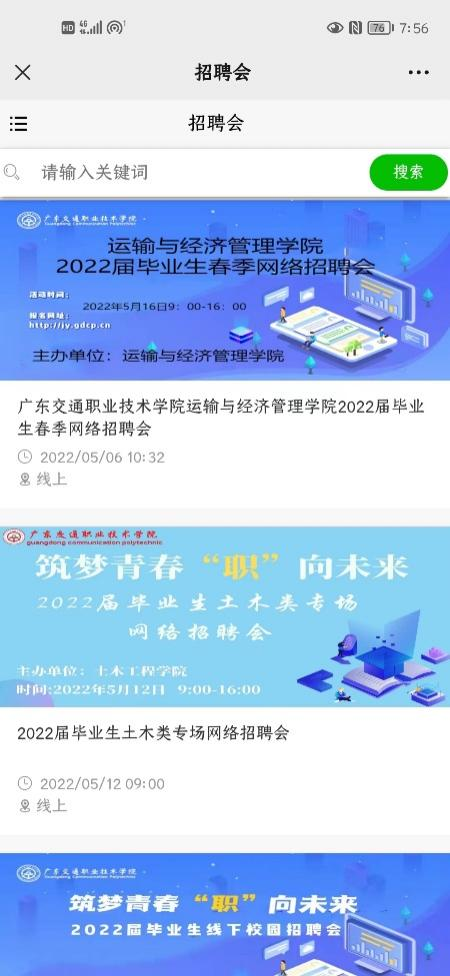 HD 4G 76 7:56
招聘会
招聘会
请输入关键词
搜索
广东交通职业技术学院
Guangdong Communication Polytechnic
运输与经济管理学院
2022届毕业生春季网络招聘会
活动时间：
2022年5月16日9：00-16：00
报名网址：
http://jy.gdcp.cn
主办单位：运输与经济管理学院
广东交通职业技术学院运输与经济管理学院2022届毕业
生春季网络招聘会
2022/05/06 10:32
线上
广东交通职业技术学院
guangdong communication polytechnic
筑梦青春 “职” 向未来
2022届毕业生土木类专场
网络招聘会
主办单位：土木工程学院
时间:2022年5月12日 9:00-16:00
2022届毕业生土木类专场网络招聘会
2022/05/12 09:00
线上
广东交通职业技术学院
Guangdong Communication Polytechnic
筑梦青春 “职” 向未来
2022届毕业生线下校园招聘会